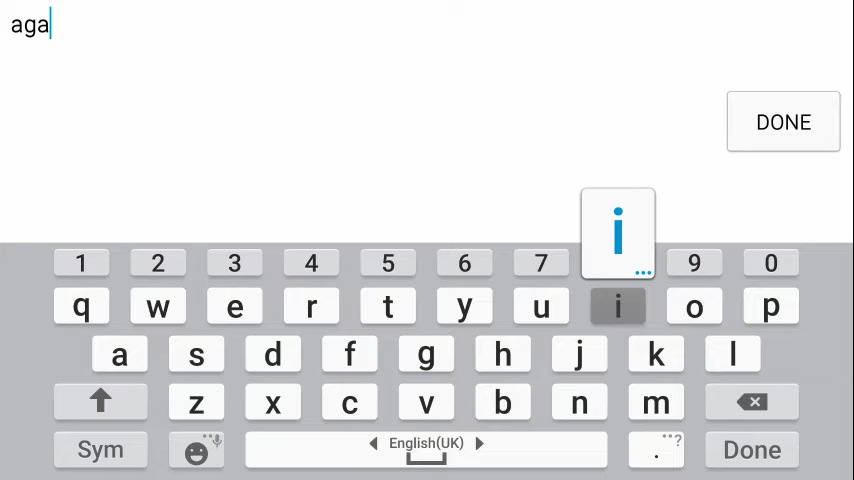 aga
DONE
i
1 2 3 4 5 6 7 9 0
q w e r t y u i o p
a s d f g h j k l
z x c v b n m
Sym English(UK) . ? Done